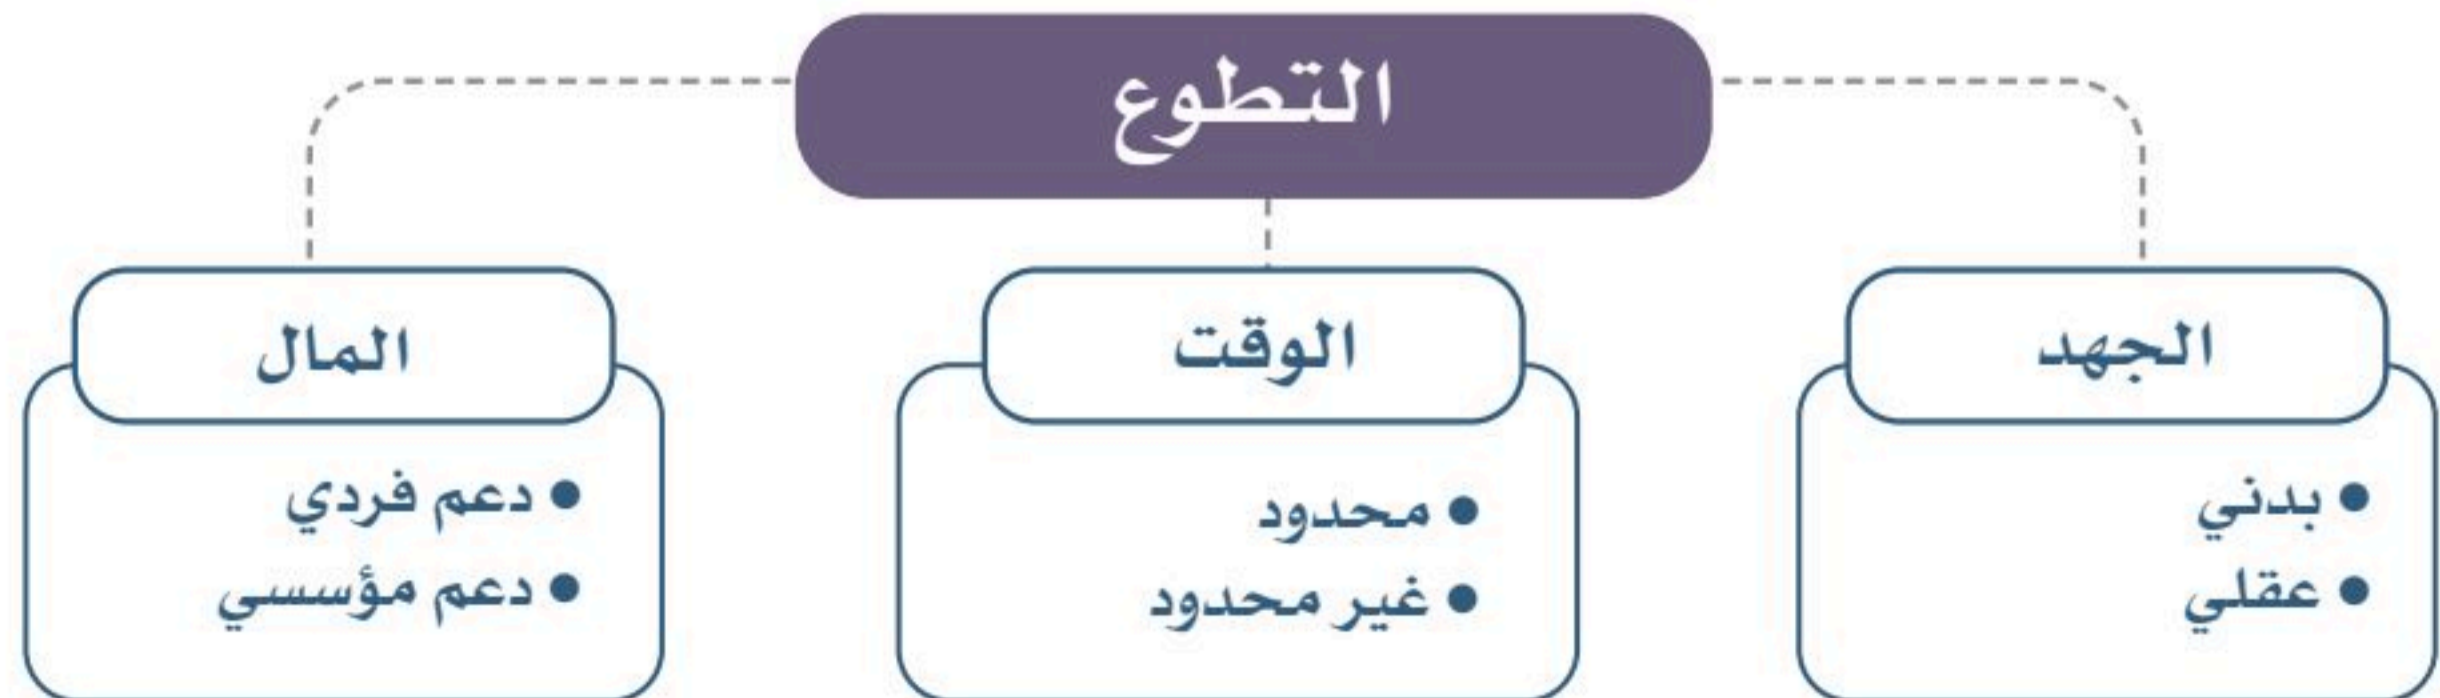 التطوع
الجهد
• بدني
• عقلي
الوقت
• محدود
• غير محدود
المال
• دعم فردي
• دعم مؤسسي